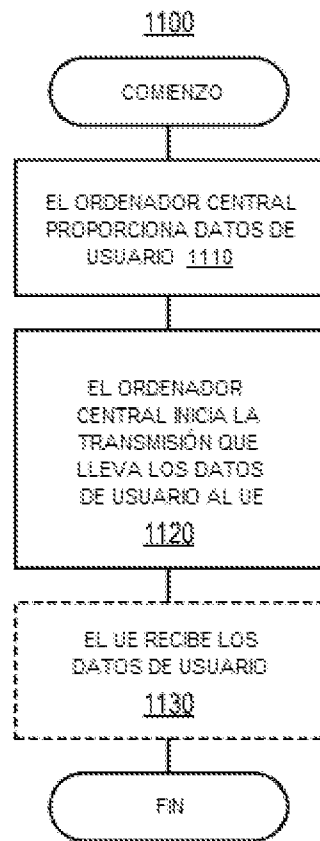 1100
COMIENZO
EL ORDENADOR CENTRAL
PROPORCIONA DATOS DE
USUARIO 1110
EL ORDENADOR
CENTRAL INICIA LA
TRANSMISIÓN QUE
LLEVA LOS DATOS
DE USUARIO AL UE
1120
EL UE RECIBE LOS
DATOS DE USUARIO
1130
FIN